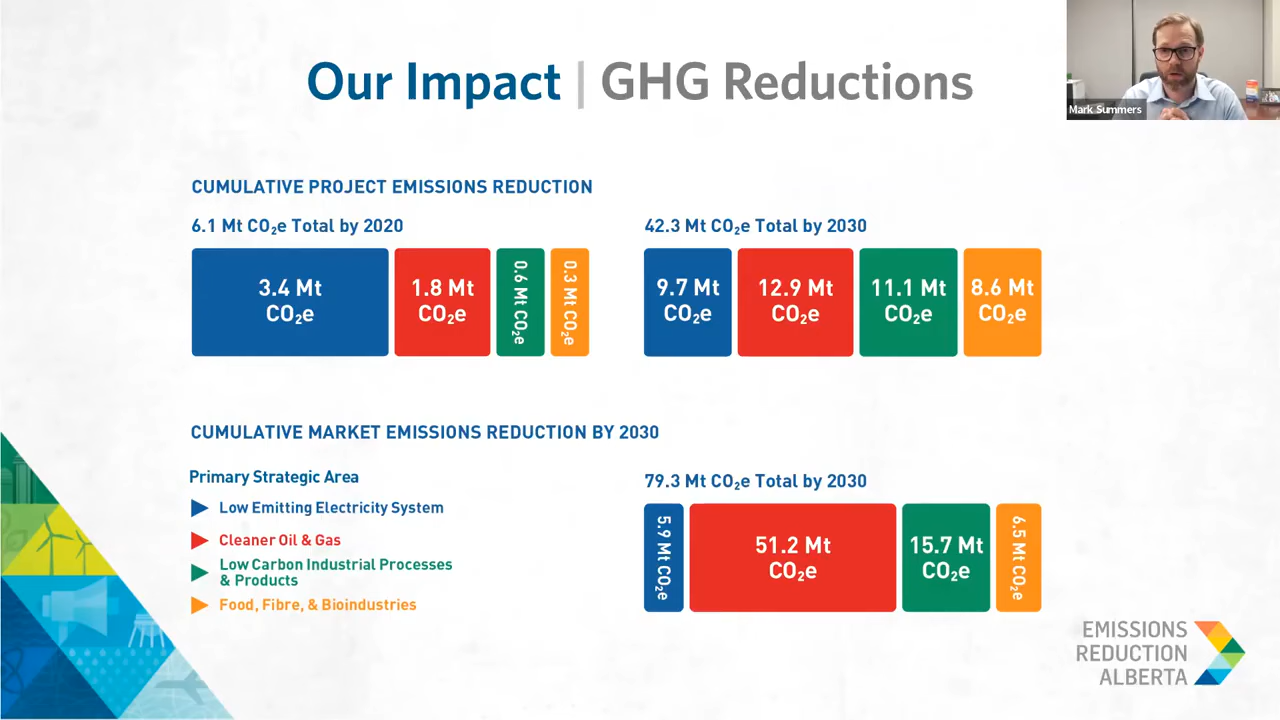 Our Impact | GHG Reductions
Mark Summers
CUMULATIVE PROJECT EMISSIONS REDUCTION
6.1 Mt CO₂e Total by 2020
3.4 Mt
CO₂e
1.8 Mt
CO₂e
0.6 Mt CO₂e
0.3 Mt CO₂e
42.3 Mt CO₂e Total by 2030
9.7 Mt
CO₂e
12.9 Mt
CO₂e
11.1 Mt
CO₂e
8.6 Mt
CO₂e
CUMULATIVE MARKET EMISSIONS REDUCTION BY 2030
Primary Strategic Area
Low Emitting Electricity System
Cleaner Oil & Gas
Low Carbon Industrial Processes
& Products
Food, Fibre, & Bioindustries
79.3 Mt CO₂e Total by 2030
5.9 Mt CO₂e
51.2 Mt
CO₂e
15.7 Mt
CO₂e
6.5 Mt CO₂e
EMISSIONS
REDUCTION
ALBERTA